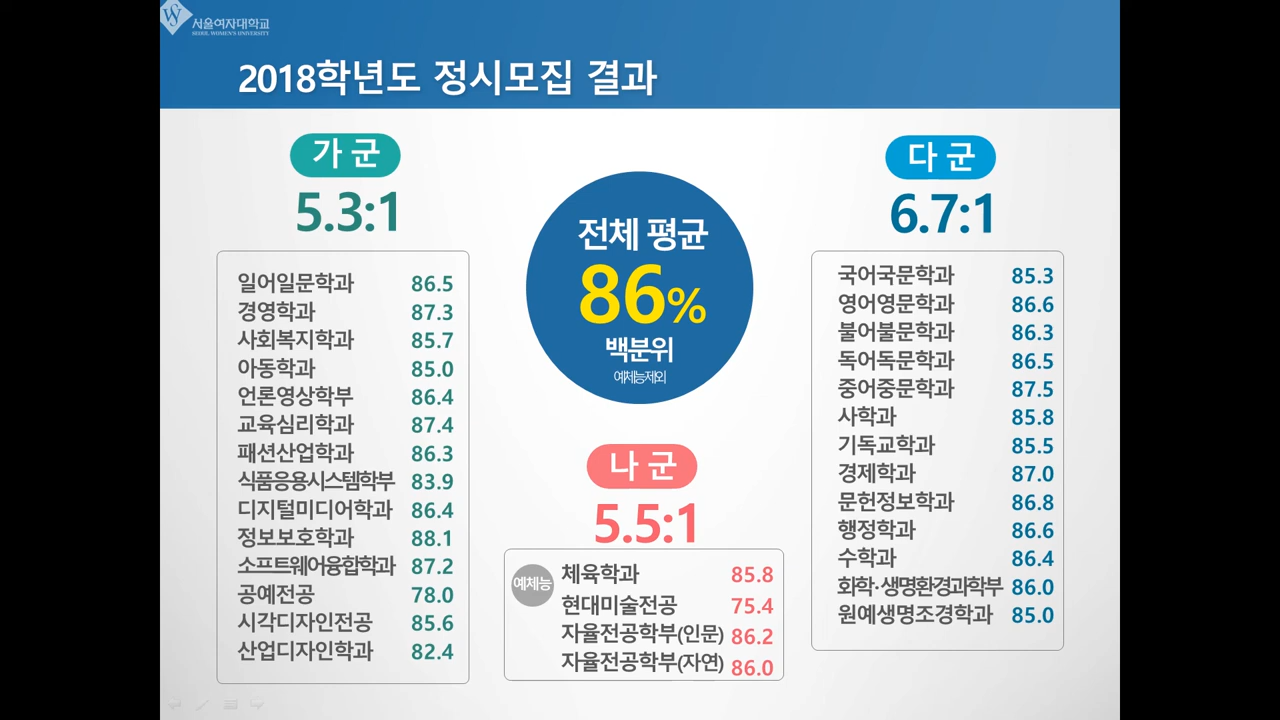 서울여자대학교
SEOUL WOMEN'S UNIVERSITY
2018학년도 정시모집 결과
가 군
5.3:1
일어일문학과 86.5
경영학과 87.3
사회복지학과 85.7
아동학과 85.0
언론영상학부 86.4
교육심리학과 87.4
패션산업학과 86.3
식품응용시스템학부 83.9
디지털미디어학과 86.4
정보보호학과 88.1
소프트웨어융합학과 87.2
공예전공 78.0
시각디자인전공 85.6
산업디자인학과 82.4
전체 평균
86%
백분위
예체능제외
나 군
5.5:1
예체능
체육학과 85.8
현대미술전공 75.4
자율전공학부(인문) 86.2
자율전공학부(자연) 86.0
다 군
6.7:1
국어국문학과 85.3
영어영문학과 86.6
불어불문학과 86.3
독어독문학과 86.5
중어중문학과 87.5
사학과 85.8
기독교학과 85.5
경제학과 87.0
문헌정보학과 86.8
행정학과 86.6
수학과 86.4
화학·생명환경과학부 86.0
원예생명조경학과 85.0